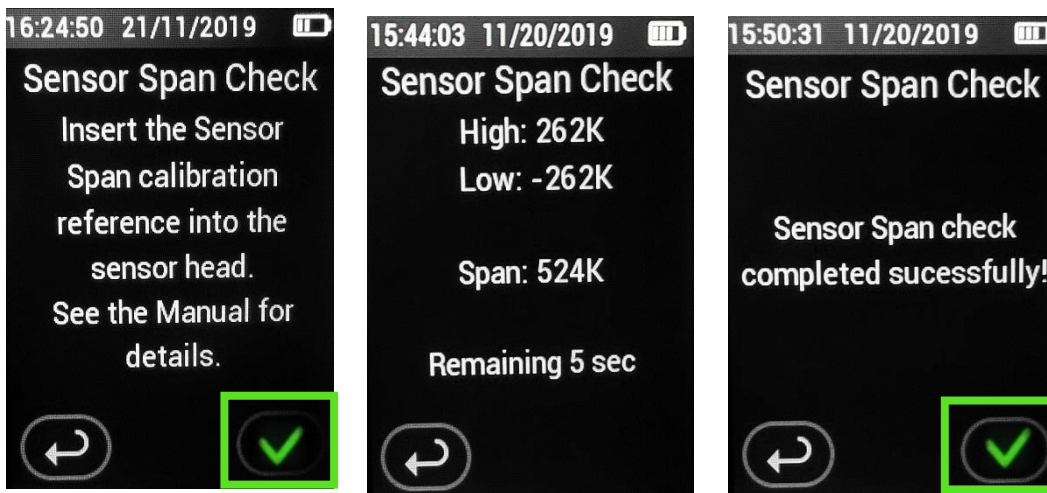 16:24:50 21/11/2019
Sensor Span Check
Insert the Sensor
Span calibration
reference into the
sensor head.
See the Manual for
details.
15:44:03 11/20/2019
Sensor Span Check
High: 262K
Low: -262K
Span: 524K
Remaining 5 sec
15:50:31 11/20/2019
Sensor Span Check
Sensor Span check
completed sucessfully!